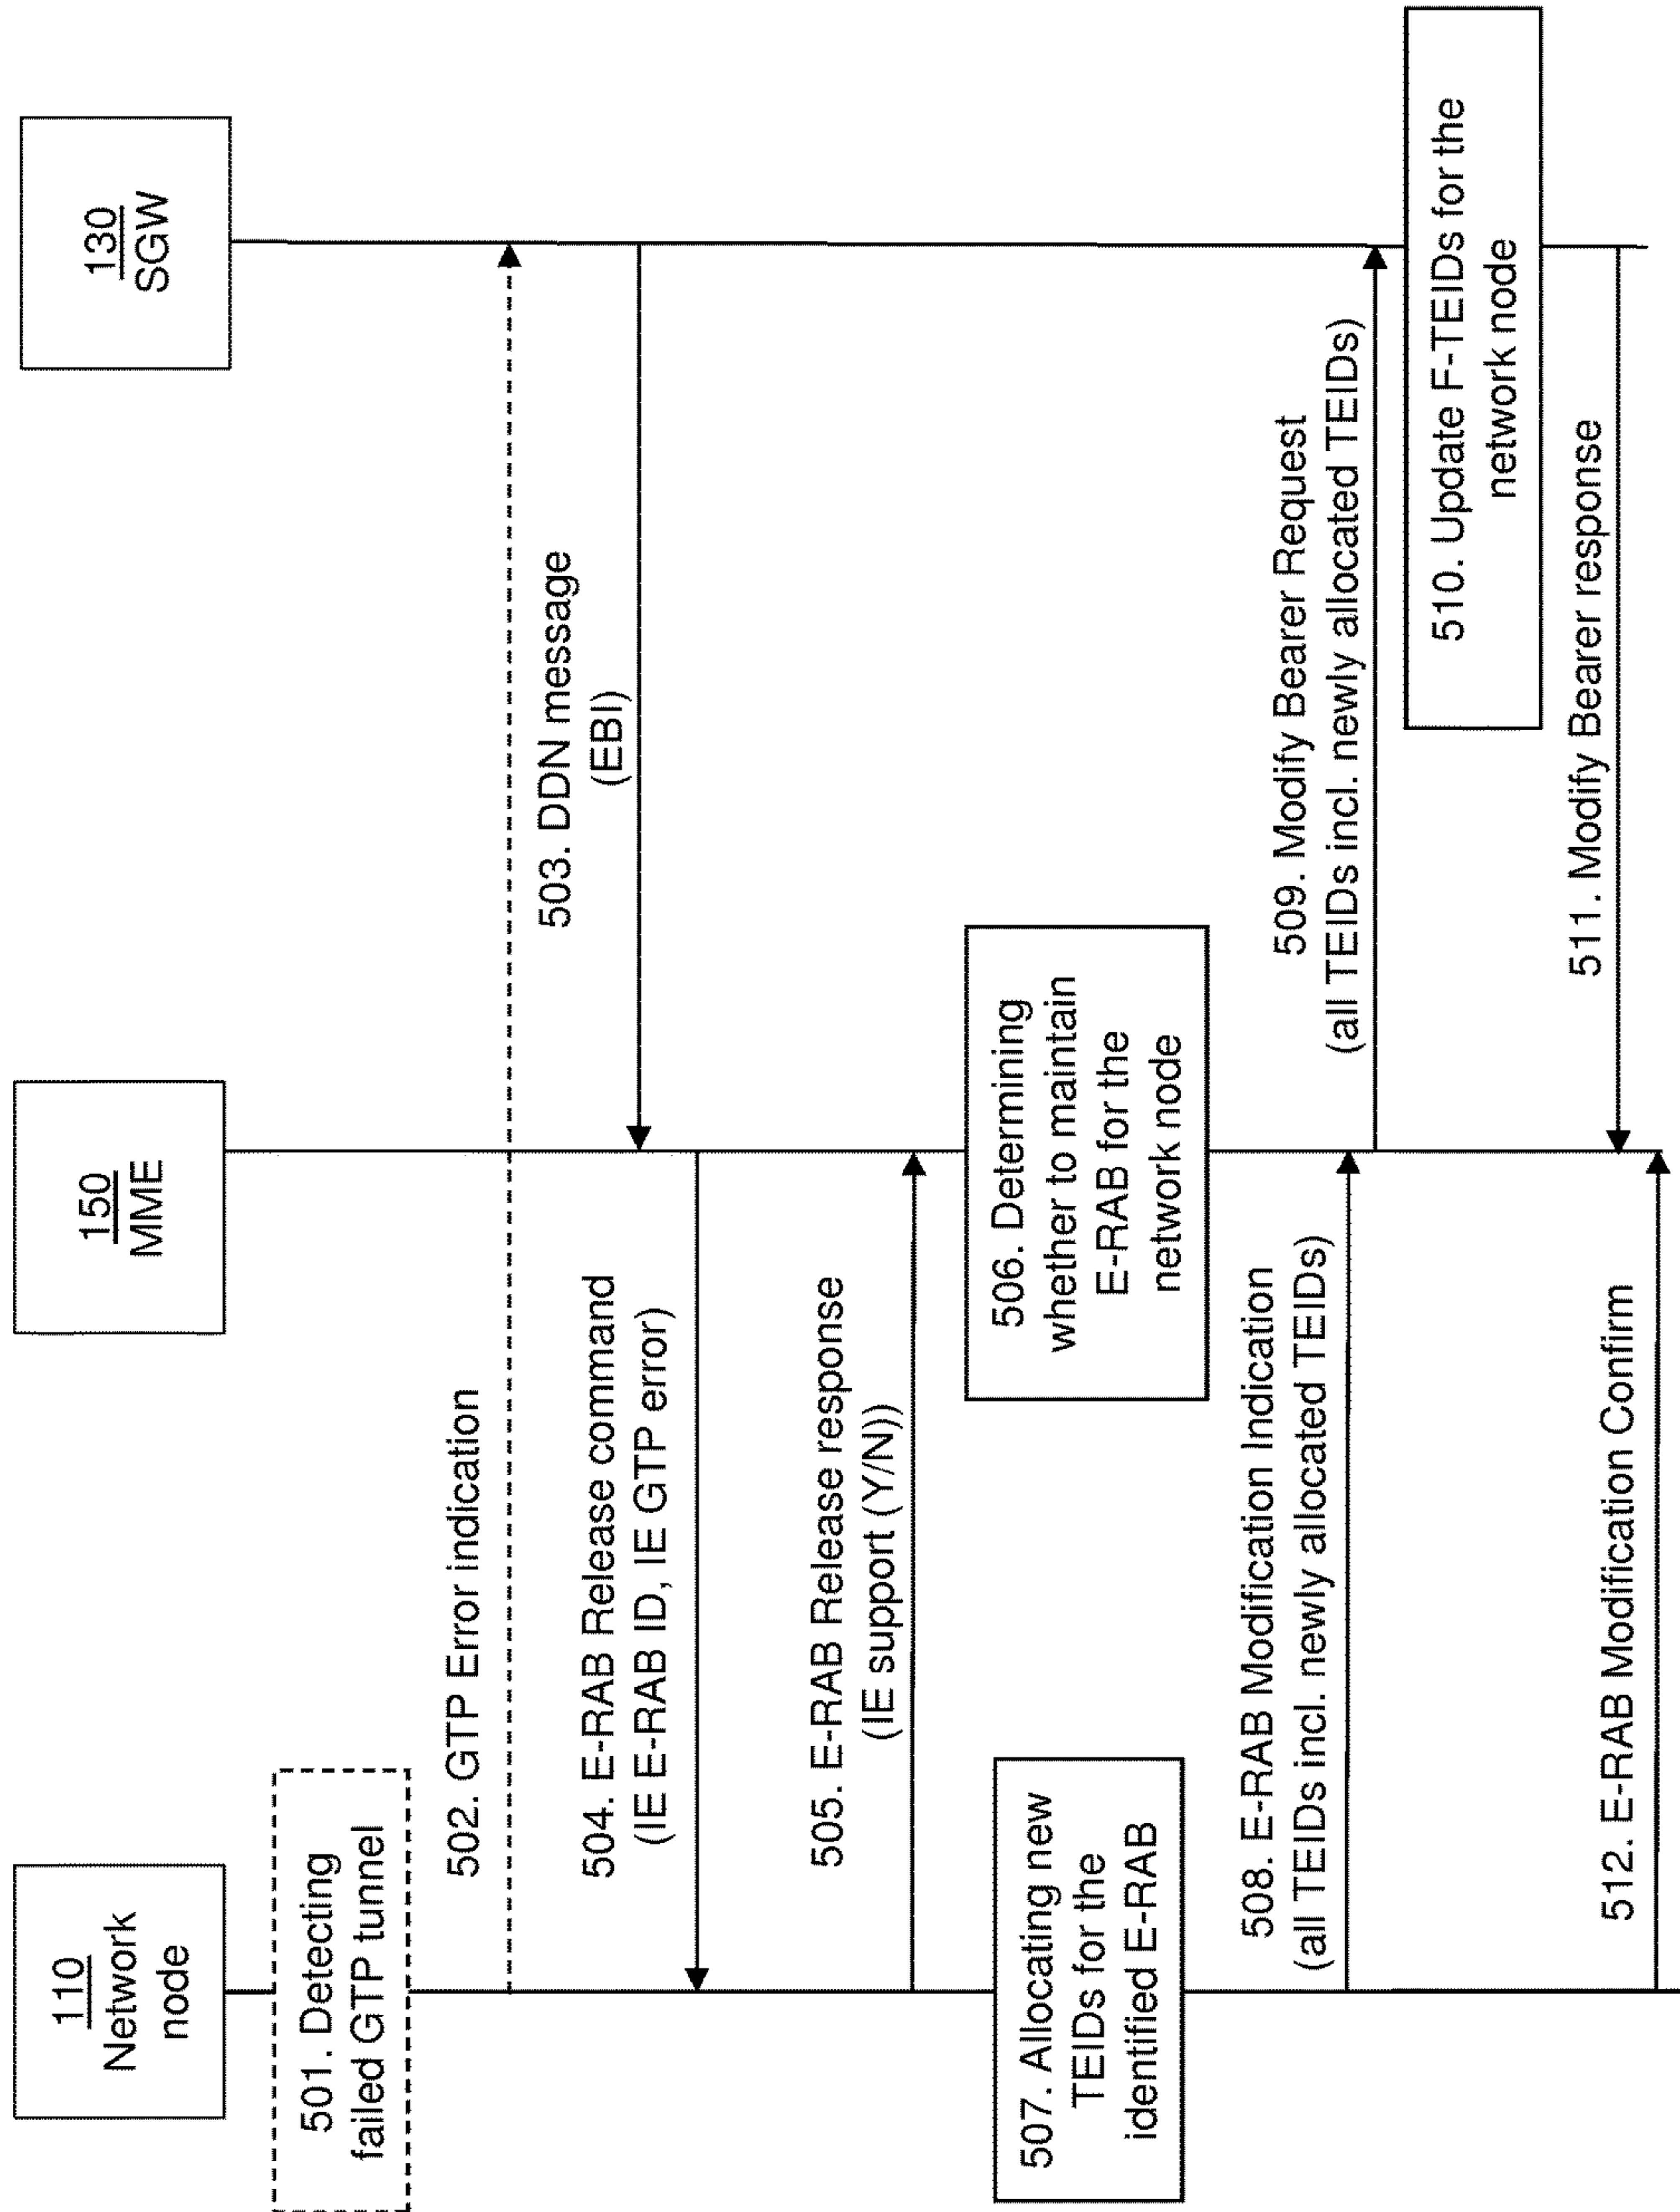 110
Network
node
150
MME
130
SGW
501. Detecting
failed GTP tunnel
502. GTP Error indication
503. DDN message
(EBI)
504. E-RAB Release command
(IE E-RAB ID, IE GTP error)
505. E-RAB Release response
(IE support (Y/N))
506. Determining
whether to maintain
E-RAB for the
network node
507. Allocating new
TEIDs for the
identified E-RAB
508. E-RAB Modification Indication
(all TEIDs incl. newly allocated TEIDs)
509. Modify Bearer Request
(all TEIDs incl. newly allocated TEIDs)
510. Update F-TEIDs for the
network node
511. Modify Bearer response
512. E-RAB Modification Confirm